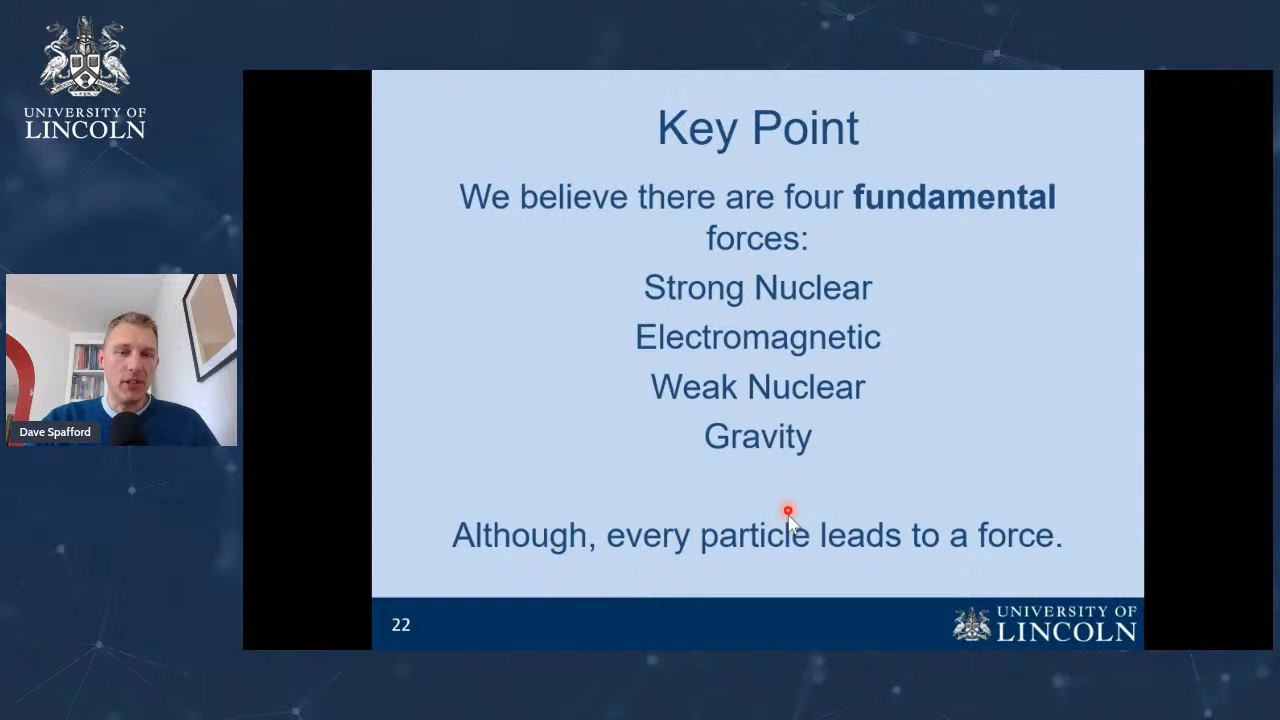 UNIVERSITY OF
LINCOLN
Key Point
We believe there are four fundamental
forces:
Strong Nuclear
Electromagnetic
Weak Nuclear
Gravity
Although, every particle leads to a force.
Dave Spafford
22
UNIVERSITY OF
LINCOLN